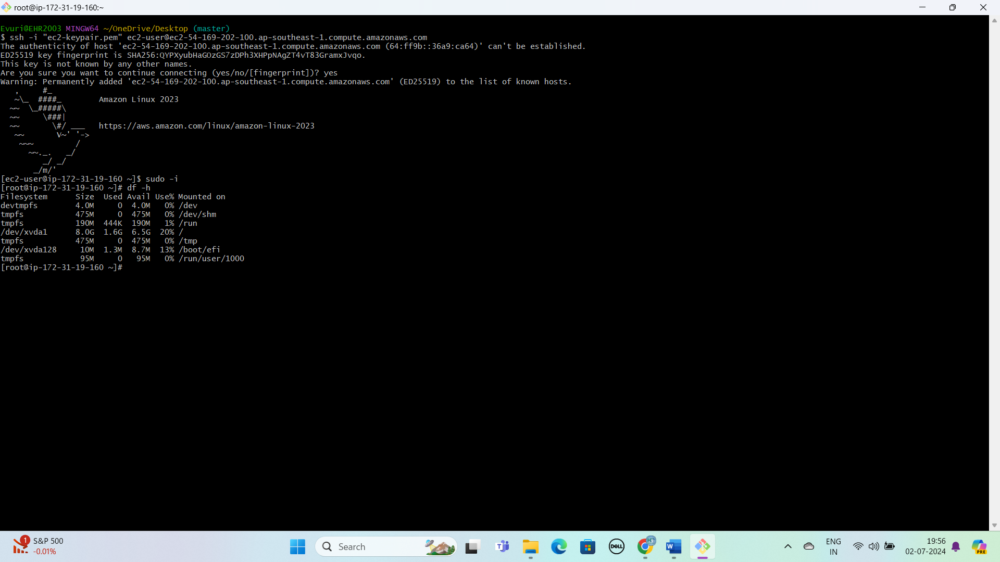 root@ip-172-31-19-160:~
Evuri@EHR2003 MINGW64 ~/OneDrive/Desktop (master)
$ ssh -i "ec2-keypair.pem" ec2-user@ec2-54-169-202-100.ap-southeast-1.compute.amazonaws.com
The authenticity of host 'ec2-54-169-202-100.ap-southeast-1.compute.amazonaws.com (64:ff9b::36a9:ca64)' can't be established.
ED25519 key fingerprint is SHA256:QYPXyubHaGOzGS7zDPh3XHPpNAgZT4vT83GramxJvqo.
This key is not known by any other names.
Are you sure you want to continue connecting (yes/no/[fingerprint])? yes
Warning: Permanently added 'ec2-54-169-202-100.ap-southeast-1.compute.amazonaws.com' (ED25519) to the list of known hosts.
   ,     #_
   ~\_  ####_        Amazon Linux 2023
  ~~  \_#####\
  ~~     \###|
  ~~       \#/ ___   https://aws.amazon.com/linux/amazon-linux-2023
   ~~       V~' '->
    ~~~         /
      ~~._.   _/
         _/ _/
       _/m/'
[ec2-user@ip-172-31-19-160 ~]$ sudo -i
[root@ip-172-31-19-160 ~]# df -h
Filesystem      Size  Used Avail Use% Mounted on
devtmpfs        4.0M     0  4.0M   0% /dev
tmpfs           475M     0  475M   0% /dev/shm
tmpfs           190M  444K  190M   1% /run
/dev/xvda1      8.0G  1.6G  6.5G  20% /
tmpfs           475M     0  475M   0% /tmp
/dev/xvda128     10M  1.3M  8.7M  13% /boot/efi
tmpfs            95M     0   95M   0% /run/user/1000
[root@ip-172-31-19-160 ~]#
1
S&P 500
-0.01%
Search
DELL
W
ENG
IN
19:56
02-07-2024
PRE